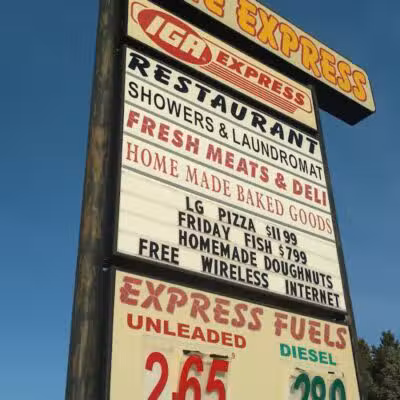 E EXPRESS
IGA EXPRESS
RESTAURANT
SHOWERS & LAUNDROMAT
FRESH MEATS & DELI
HOME MADE BAKED GOODS
LG PIZZA $11 99
FRIDAY FISH $7 99
HOMEMADE DOUGHNUTS
FREE WIRELESS INTERNET
EXPRESS FUELS
UNLEADED DIESEL
2.65